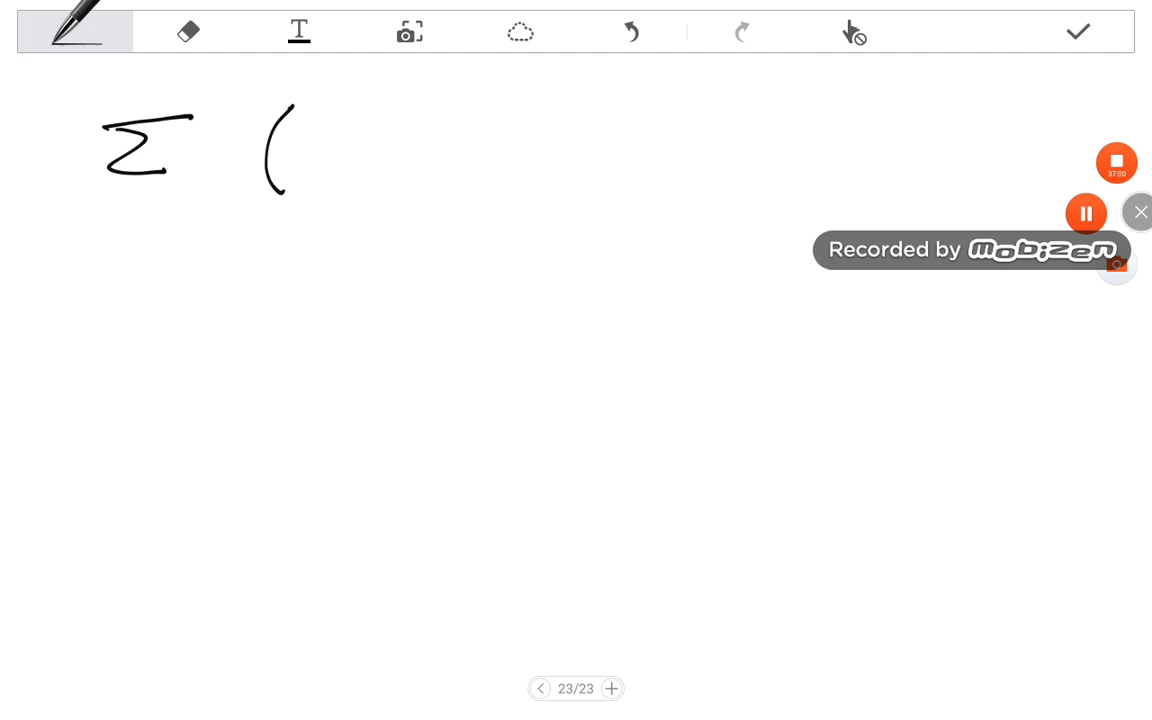 T
Σ (
37:00
Recorded by mobizen
23/23